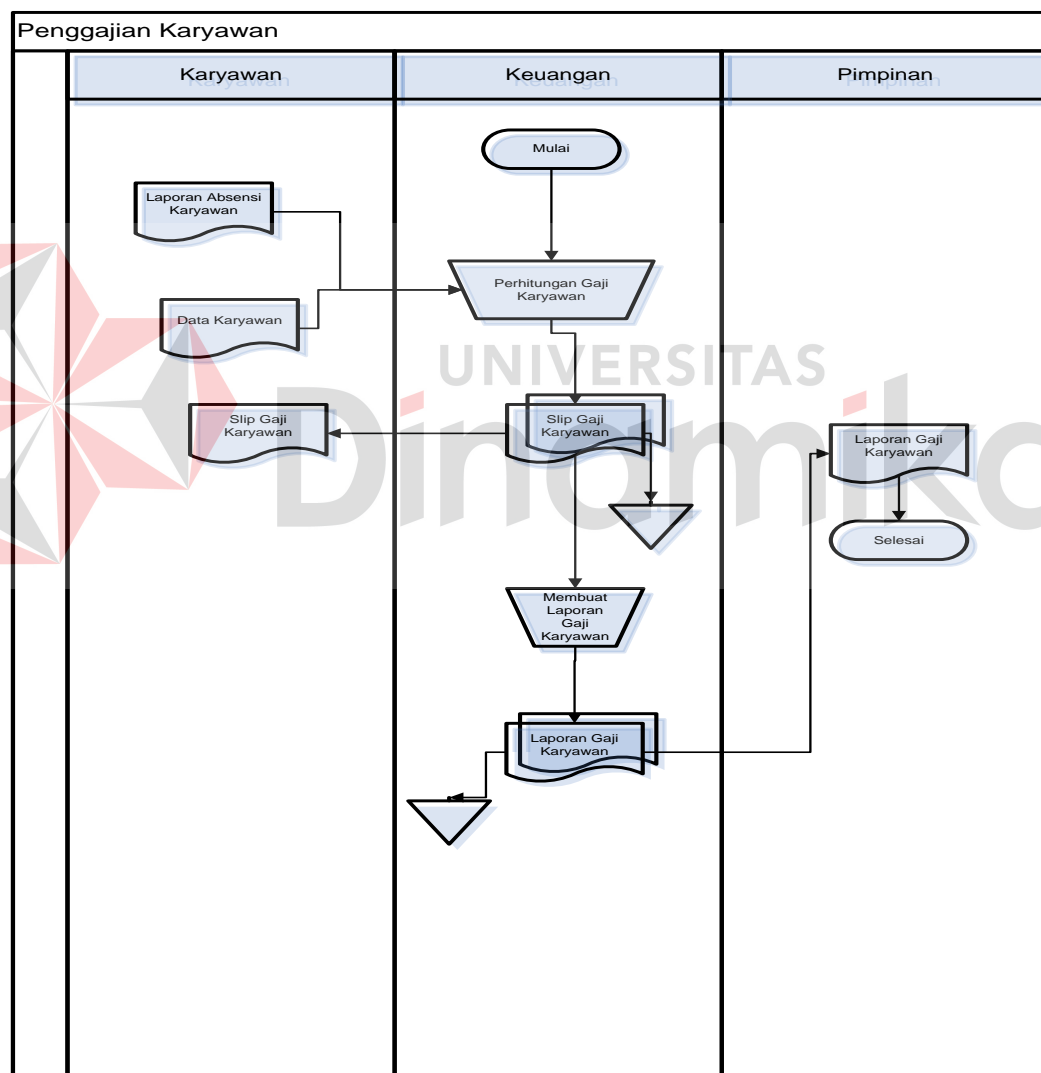 Penggajian Karyawan
Karyawan
Keuangan
Pimpinan
Mulai
Laporan Absensi
Karyawan
Perhitungan Gaji
Karyawan
Data Karyawan
UNIVERSITAS
Dinamika
Slip Gaji
Karyawan
Slip Gaji
Karyawan
Laporan Gaji
Karyawan
Selesai
Membuat
Laporan
Gaji
Karyawan
Laporan Gaji
Karyawan